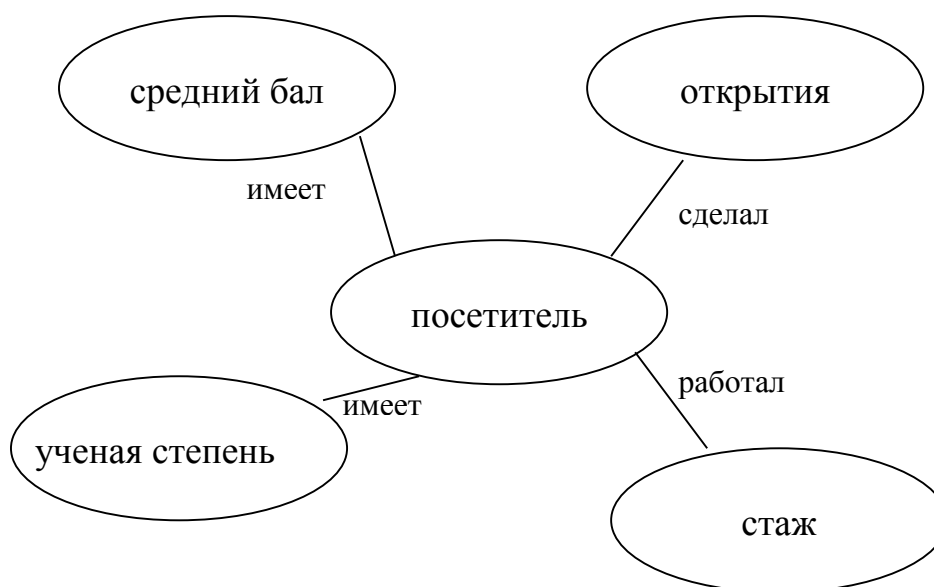 средний бал
открытия
имеет
сделал
посетитель
работал
имеет
ученая степень
стаж